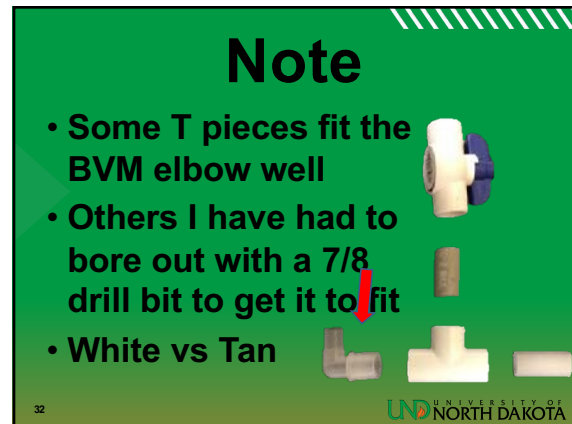 Note
• Some T pieces fit the
BVM elbow well
• Others I have had to
bore out with a 7/8
drill bit to get it to fit
• White vs Tan
32
UND UNIVERSITY OF
NORTH DAKOTA